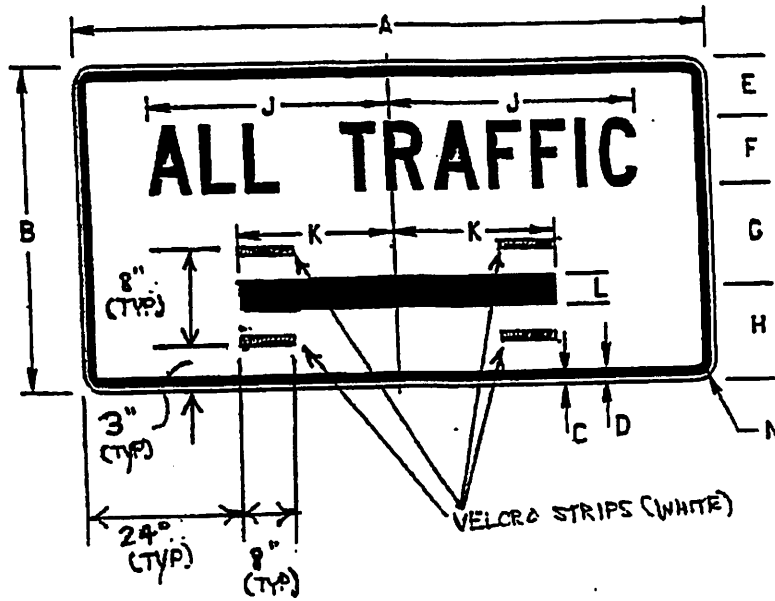 A
J J
ALL TRAFFIC
E
F
G
H
B
K K
8"
(TYP)
L
3"
(TYP)
C D
N
24"
(TYP)
8"
(TYP)
VELCRO STRIPS (WHITE)